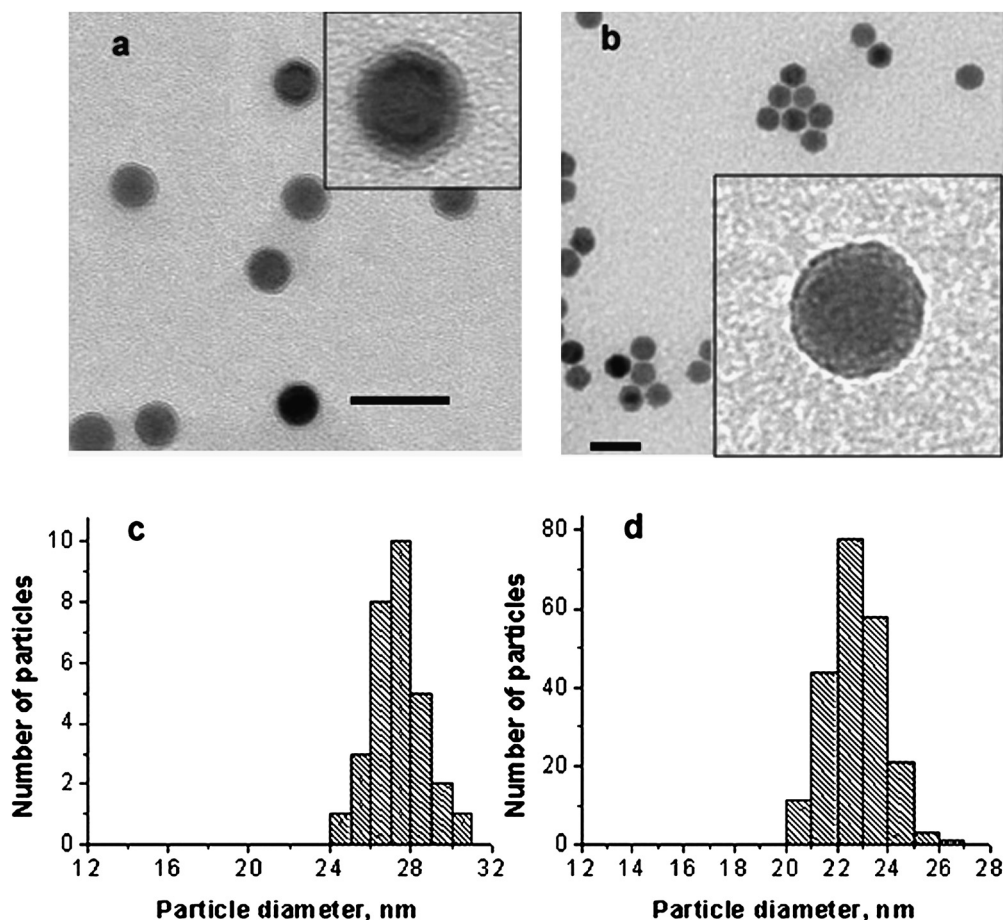 a
b
c
10
8
6
4
2
0
Number of particles
12 16 20 24 28 32
Particle diameter, nm
d
80
60
40
20
0
Number of particles
12 14 16 18 20 22 24 26 28
Particle diameter, nm